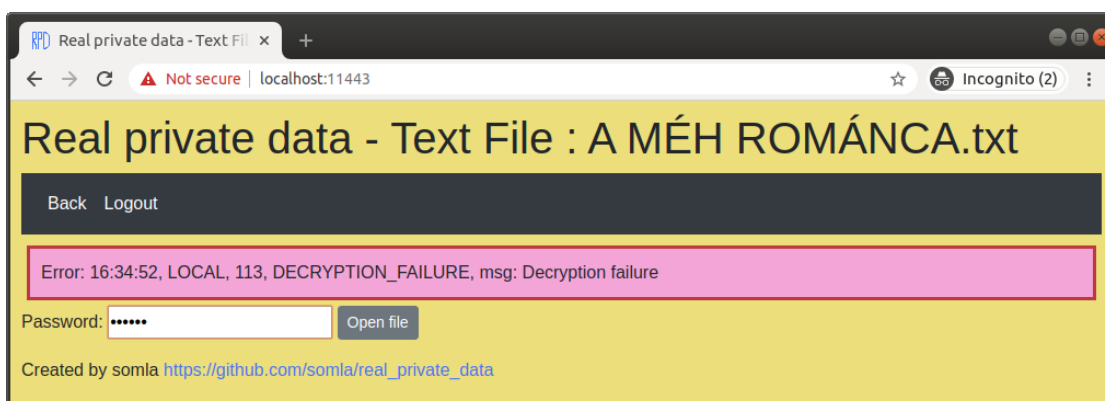 RPD Real private data - Text Fil
Not secure | localhost:11443
Incognito (2)
Real private data - Text File : A MÉH ROMÁNCA.txt
Back Logout
Error: 16:34:52, LOCAL, 113, DECRYPTION_FAILURE, msg: Decryption failure
Password: •••••• Open file
Created by somla https://github.com/somla/real_private_data